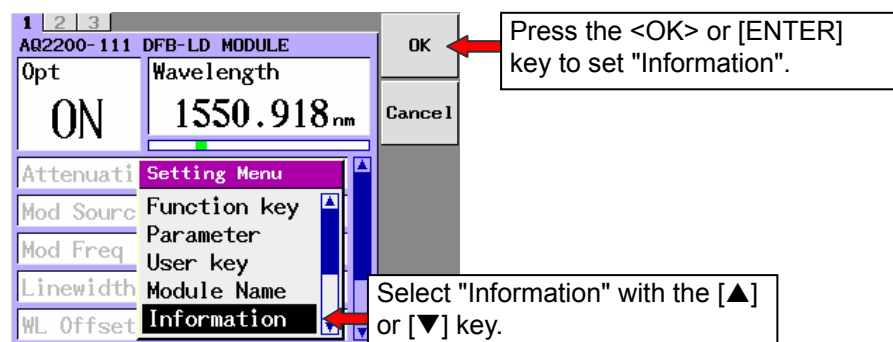 1 2 3
AQ2200-111 DFB-LD MODULE
Opt
ON
Wavelength
1550.918nm
OK
Cancel
Press the <OK> or [ENTER]
key to set "Information".
Attenuati
Mod Sourc
Mod Freq
Linewidth
WL Offset
Setting Menu
Function key
Parameter
User key
Module Name
Information
Select "Information" with the [▲]
or [▼] key.